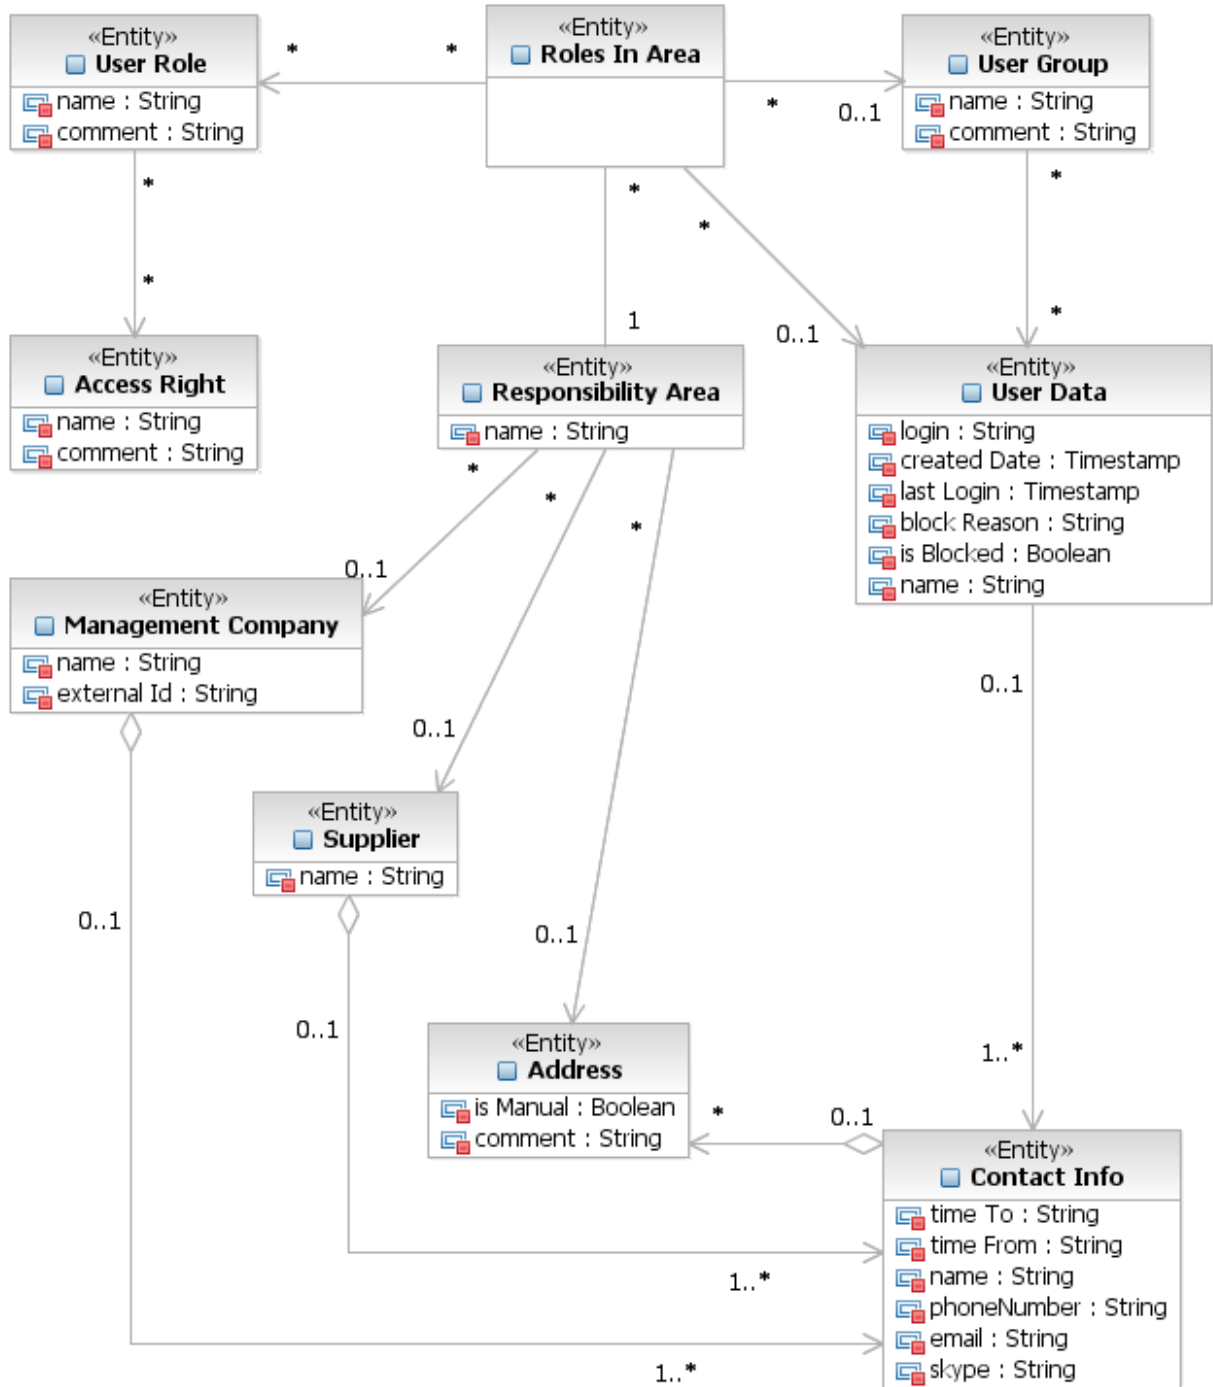 «Entity»
User Role
name : String
comment : String
*
*
«Entity»
Roles In Area
*
0..1
«Entity»
User Group
name : String
comment : String
*
*
*
*
*
*
1
0..1
*
«Entity»
Access Right
name : String
comment : String
«Entity»
Responsibility Area
name : String
«Entity»
User Data
login : String
created Date : Timestamp
last Login : Timestamp
block Reason : String
is Blocked : Boolean
name : String
*
*
*
0..1
«Entity»
Management Company
name : String
external Id : String
0..1
0..1
«Entity»
Supplier
name : String
0..1
0..1
0..1
«Entity»
Address
is Manual : Boolean
comment : String
1..*
*
0..1
«Entity»
Contact Info
time To : String
time From : String
name : String
phoneNumber : String
email : String
skype : String
1..*
1..*